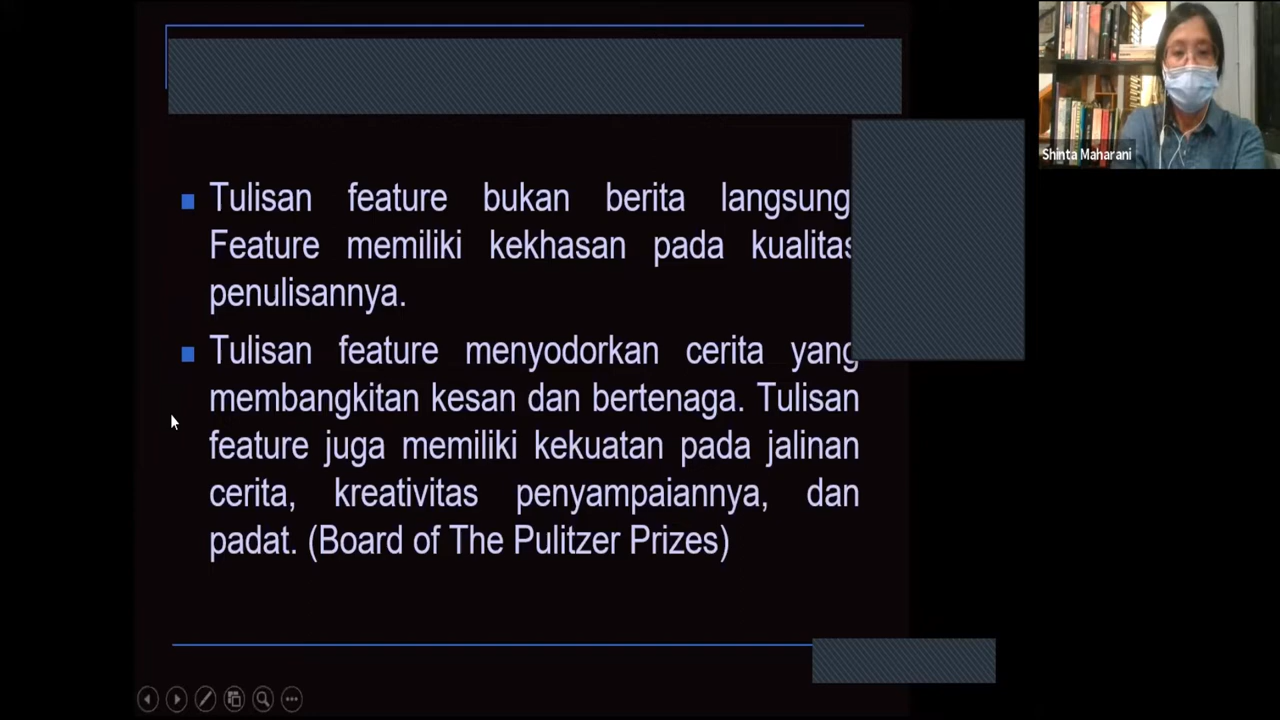 Shinta Maharani
Tulisan feature bukan berita langsung
Feature memiliki kekhasan pada kualitas
penulisannya.
Tulisan feature menyodorkan cerita yang
membangkitan kesan dan bertenaga. Tulisan
feature juga memiliki kekuatan pada jalinan
cerita, kreativitas penyampaiannya, dan
padat. (Board of The Pulitzer Prizes)